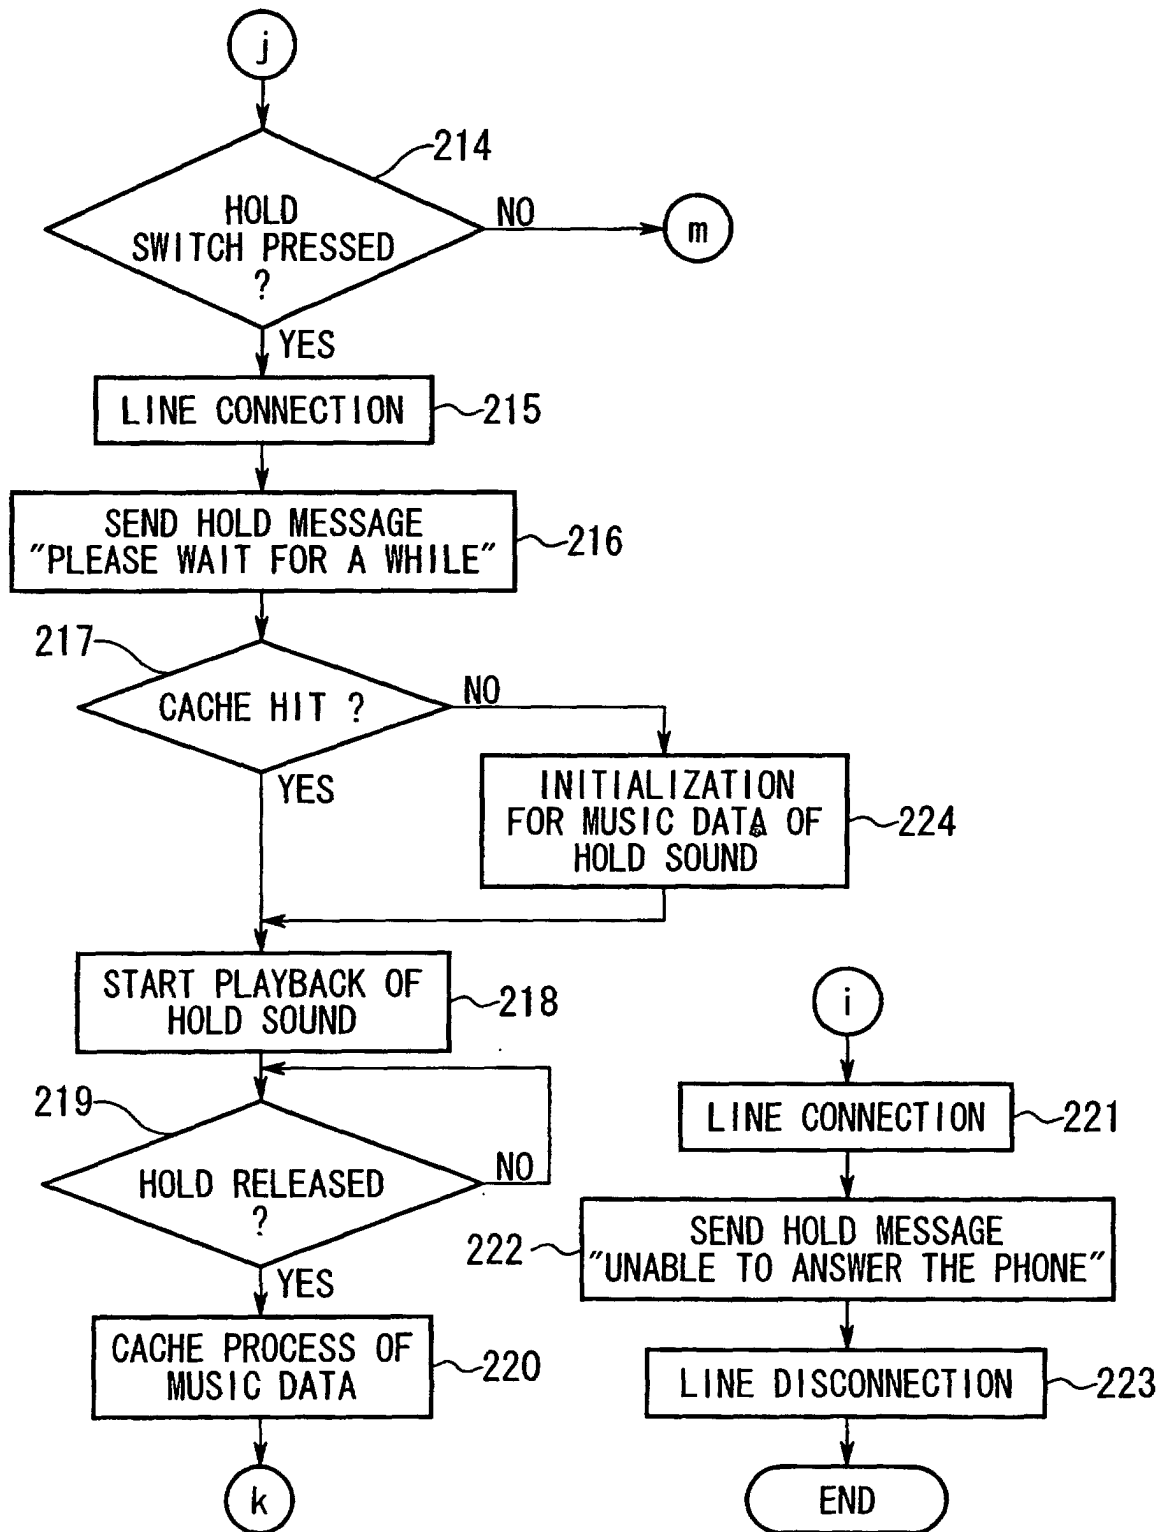 j
214
HOLD
SWITCH PRESSED
?
NO
m
YES
LINE CONNECTION
215
SEND HOLD MESSAGE
"PLEASE WAIT FOR A WHILE"
216
217
CACHE HIT ?
NO
YES
INITIALIZATION
FOR MUSIC DATA OF
HOLD SOUND
224
START PLAYBACK OF
HOLD SOUND
218
219
HOLD RELEASED
?
NO
YES
CACHE PROCESS OF
MUSIC DATA
220
k
i
LINE CONNECTION
221
222
SEND HOLD MESSAGE
"UNABLE TO ANSWER THE PHONE"
LINE DISCONNECTION
223
END